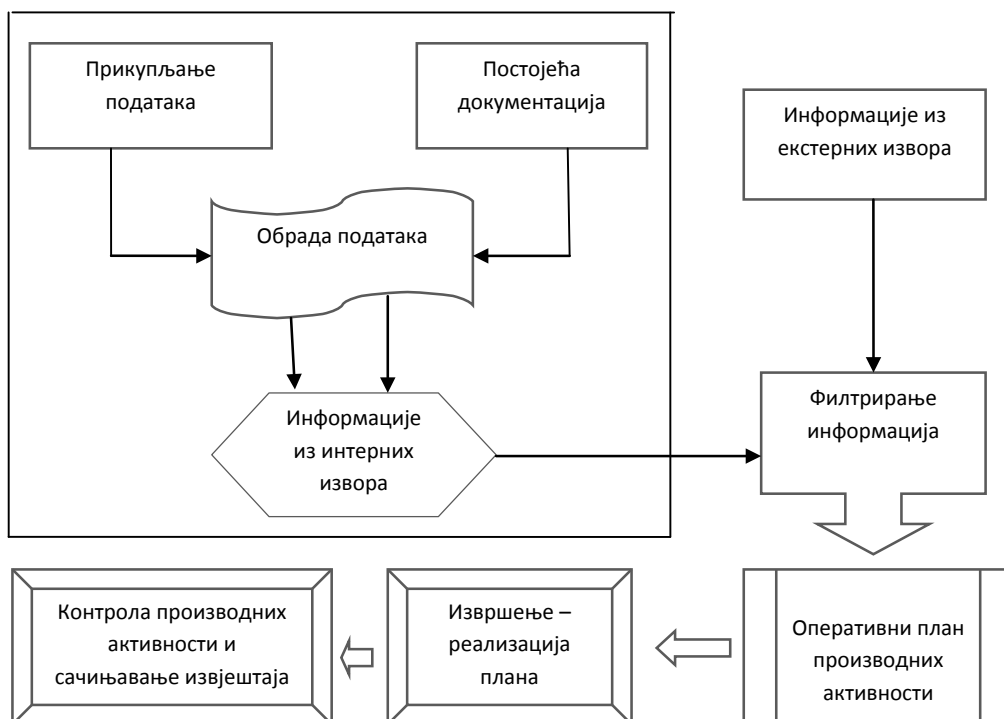 Прикупљање
података
Постојећа
документација
Информације из
екстерних извора
Обрада података
Информације
из интерних
извора
Филтрирање
информација
Контрола производних
активности и
сачињавање извјештаја
Извршење –
реализација
плана
Оперативни план
производних
активности